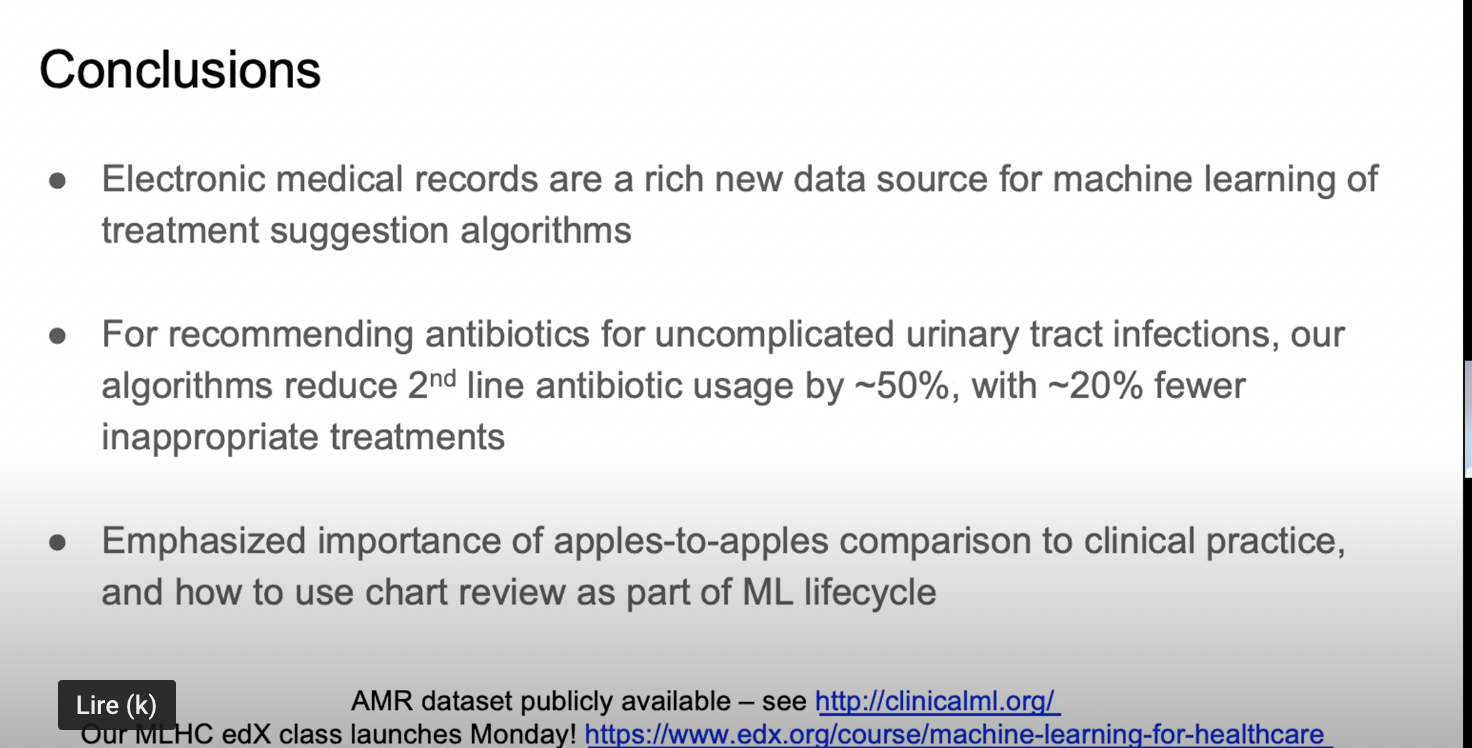 Conclusions
● Electronic medical records are a rich new data source for machine learning of
treatment suggestion algorithms
● For recommending antibiotics for uncomplicated urinary tract infections, our
algorithms reduce 2nd line antibiotic usage by ~50%, with ~20% fewer
inappropriate treatments
● Emphasized importance of apples-to-apples comparison to clinical practice,
and how to use chart review as part of ML lifecycle
Lire (k)
AMR dataset publicly available – see http://clinicalml.org/
Our MLHC edX class launches Monday! https://www.edx.org/course/machine-learning-for-healthcare